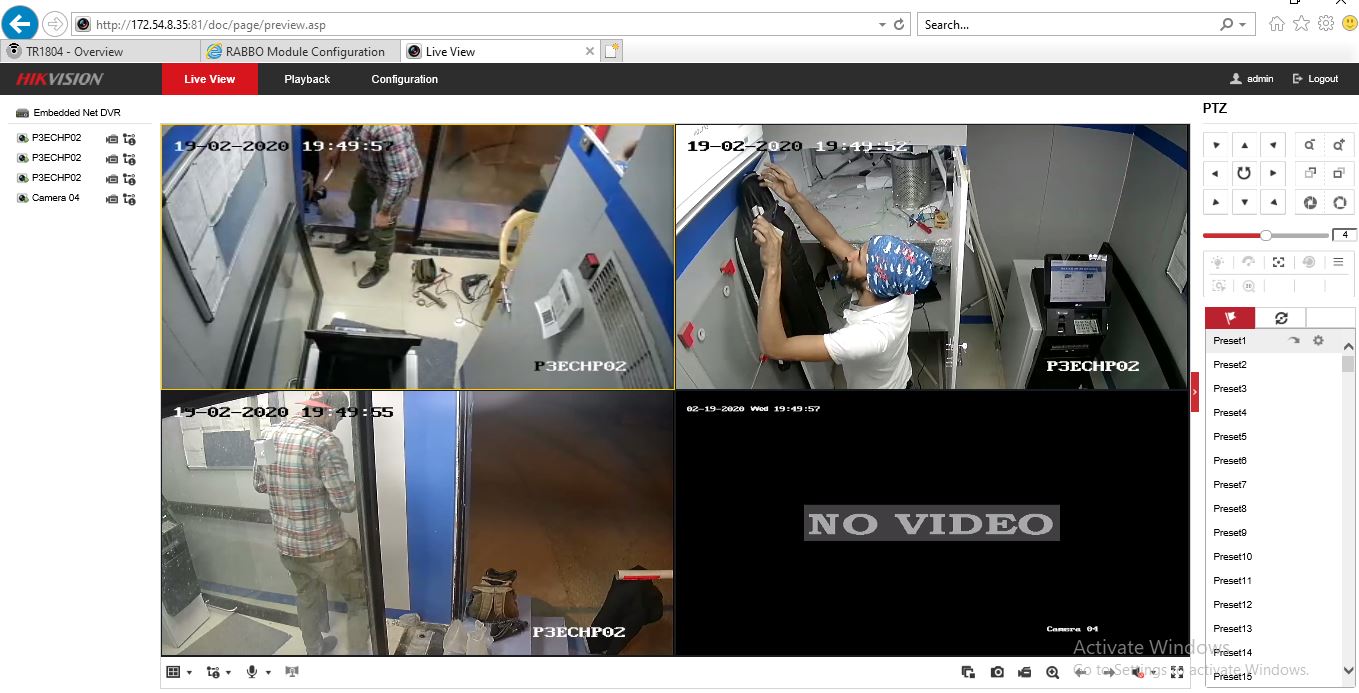 http://172.54.8.35:81/doc/page/preview.asp
Search...
TR1804 - Overview
RABBO Module Configuration
Live View
HIKVISION
Live View
Playback
Configuration
admin
Logout
Embedded Net DVR
P3ECHP02
P3ECHP02
P3ECHP02
Camera 04
19-02-2020 19:49:57
P3ECHP02
19-02-2020 19:49:52
P3ECHP02
19-02-2020 19:49:55
P3ECHP02
02-19-2020 Wed 19:49:57
NO VIDEO
Camera 04
PTZ
4
Preset1
Preset2
Preset3
Preset4
Preset5
Preset6
Preset7
Preset8
Preset9
Preset10
Preset11
Preset12
Preset13
Preset14
Preset15
Activate Windows
Go to Settings to activate Windows.